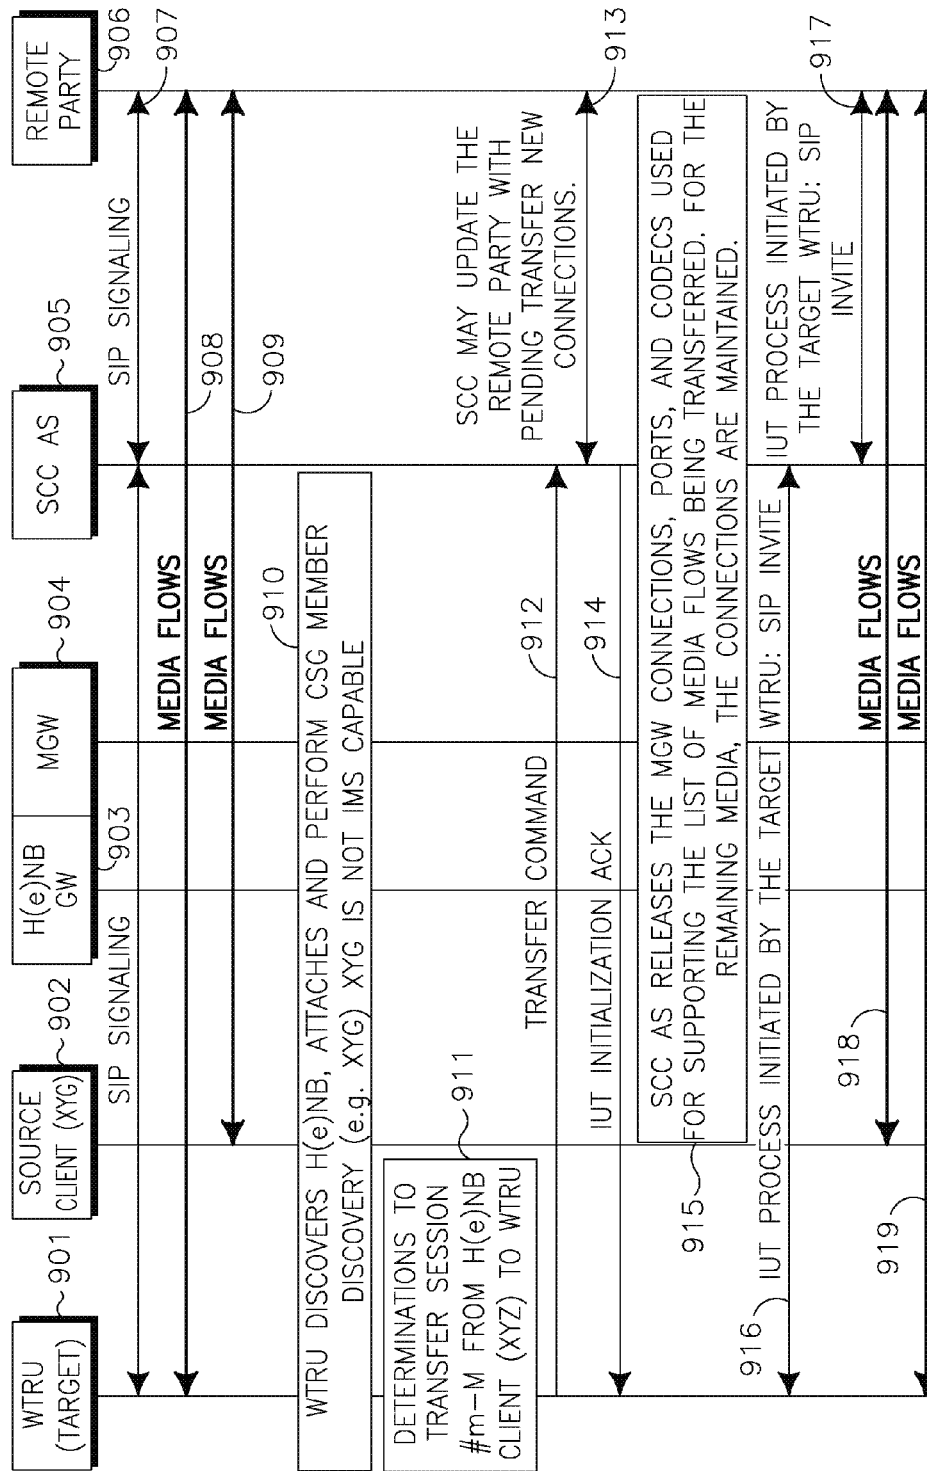 WTRU
(TARGET)
901
SOURCE
CLIENT (XYG)
902
H(e)NB
GW
903
MGW
904
SCC AS
905
REMOTE
PARTY
906
SIP SIGNALING
SIP SIGNALING
907
MEDIA FLOWS
908
MEDIA FLOWS
909
910
WTRU DISCOVERS H(e)NB, ATTACHES AND PERFORM CSG MEMBER
DISCOVERY (e.g. XYG) XYG IS NOT IMS CAPABLE
911
DETERMINATIONS TO
TRANSFER SESSION
#m-M FROM H(e)NB
CLIENT (XYZ) TO WTRU
TRANSFER COMMAND
912
SCC MAY UPDATE THE
REMOTE PARTY WITH
PENDING TRANSFER NEW
CONNECTIONS.
913
IUT INITIALIZATION ACK
914
915
SCC AS RELEASES THE MGW CONNECTIONS, PORTS, AND CODECS USED
FOR SUPPORTING THE LIST OF MEDIA FLOWS BEING TRANSFERRED. FOR THE
REMAINING MEDIA, THE CONNECTIONS ARE MAINTAINED.
916
IUT PROCESS INITIATED BY THE TARGET WTRU: SIP INVITE
IUT PROCESS INITIATED BY
THE TARGET WTRU: SIP
INVITE
917
918
MEDIA FLOWS
919
MEDIA FLOWS